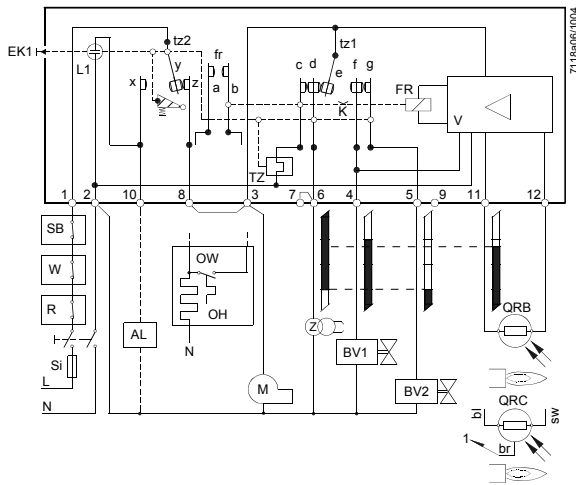 7118a06/1004
EK1
L1
tz2
fr
tz1
x
y
z
a
b
c
d
e
f
g
FR
K
V
TZ
1
2
10
8
3
7
6
4
5
9
11
12
SB
W
R
Si
L
N
AL
OW
OH
N
M
Z
BV1
BV2
QRB
QRC
bl
sw
br
1